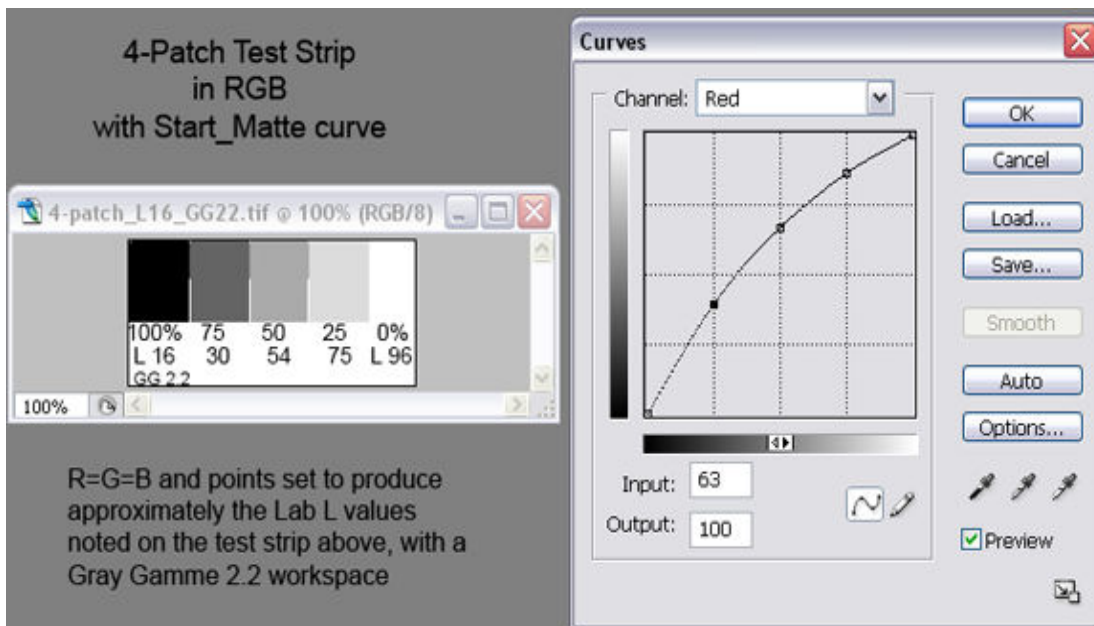 4-Patch Test Strip
in RGB
with Start_Matte curve
4-patch_L16_GG22.tif @ 100% (RGB/8)
100% 75 50 25 0%
L 16 30 54 75 L 96
GG 2.2
100%
R=G=B and points set to produce
approximately the Lab L values
noted on the test strip above, with a
Gray Gamme 2.2 workspace
Curves
Channel: Red
OK
Cancel
Load...
Save...
Smooth
Auto
Options...
Input: 63
Output: 100
Preview